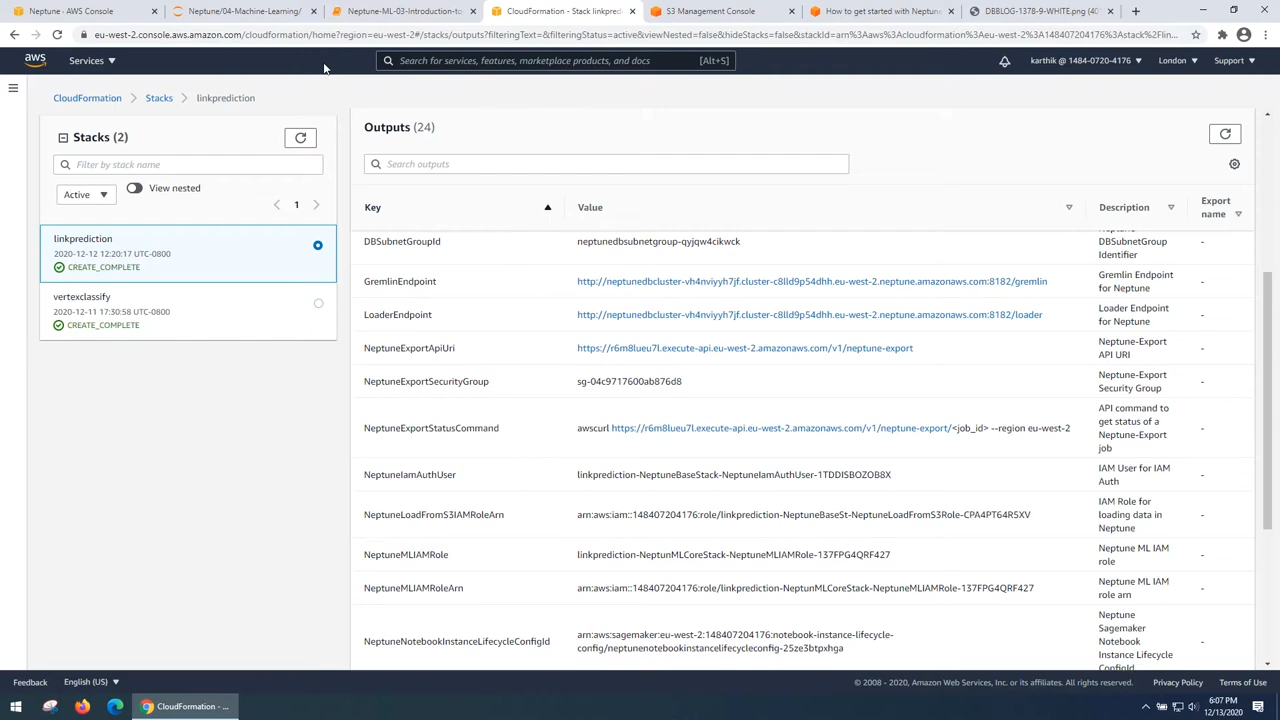 Neptune - AWS Console
Neptune/04-Machine-Learning/
Neptune-ML-03-Introduction-to
CloudFormation - Stack linkpredic
S3 Management Console
How to get started with Neptune
DBBLOG-1378-9-WHITE.png (40
eu-west-2.console.aws.amazon.com/cloudformation/home?region=eu-west-2#/stacks/outputs?filteringText=&filteringStatus=active&viewNested=false&hideStacks=false&stackId=arn%3Aaws%3Acloudformation%3Aeu-west-2%3A148407204176%3Astack%2Flin
aws
Services
Search for services, features, marketplace products, and docs
[Alt+S]
karthik @ 1484-0720-4176
London
Support
CloudFormation
Stacks
linkprediction
Stacks (2)
Filter by stack name
Active
View nested
1
linkprediction
2020-12-12 12:20:17 UTC-0800
CREATE_COMPLETE
vertexclassify
2020-12-11 17:30:58 UTC-0800
CREATE_COMPLETE
Outputs (24)
Search outputs
Key
Value
Description
Export
name
DBSubnetGroupId
neptunedbsubnetgroup-qyjqw4cikwck
Neptune
DBSubnetGroup
Identifier
-
GremlinEndpoint
http://neptunedbcluster-vh4nviyyh7jf.cluster-c8lld9p54dhh.eu-west-2.neptune.amazonaws.com:8182/gremlin
Gremlin Endpoint
for Neptune
-
LoaderEndpoint
http://neptunedbcluster-vh4nviyyh7jf.cluster-c8lld9p54dhh.eu-west-2.neptune.amazonaws.com:8182/loader
Loader Endpoint
for Neptune
-
NeptuneExportApiUri
https://r6m8lueu7l.execute-api.eu-west-2.amazonaws.com/v1/neptune-export
Neptune-Export
API URI
-
NeptuneExportSecurityGroup
sg-04c9717600ab876d8
Neptune-Export
Security Group
-
NeptuneExportStatusCommand
awscurl https://r6m8lueu7l.execute-api.eu-west-2.amazonaws.com/v1/neptune-export/<job_id> --region eu-west-2
API command to
get status of a
Neptune-Export
job
-
NeptuneIamAuthUser
linkprediction-NeptuneBaseStack-NeptuneIamAuthUser-1TDDISBOZOB8X
IAM User for IAM
Auth
-
NeptuneLoadFromS3IAMRoleArn
arn:aws:iam::148407204176:role/linkprediction-NeptuneBaseSt-NeptuneLoadFromS3Role-CPA4PT64R5XV
IAM Role for
loading data in
Neptune
-
NeptuneMLIAMRole
linkprediction-NeptunMLCoreStack-NeptuneMLIAMRole-137FPG4QRF427
Neptune ML IAM
role
-
NeptuneMLIAMRoleArn
arn:aws:iam::148407204176:role/linkprediction-NeptunMLCoreStack-NeptuneMLIAMRole-137FPG4QRF427
Neptune ML IAM
role arn
-
NeptuneNotebookInstanceLifecycleConfigId
arn:aws:sagemaker:eu-west-2:148407204176:notebook-instance-lifecycle-
config/neptunenotebookinstancelifecycleconfig-25ze3btpxhga
Neptune
Sagemaker
Notebook
Instance Lifecycle
ConfigId
-
Feedback
English (US)
© 2008 - 2020, Amazon Web Services, Inc. or its affiliates. All rights reserved.
Privacy Policy
Terms of Use
CloudFormation - ...
6:07 PM
12/13/2020